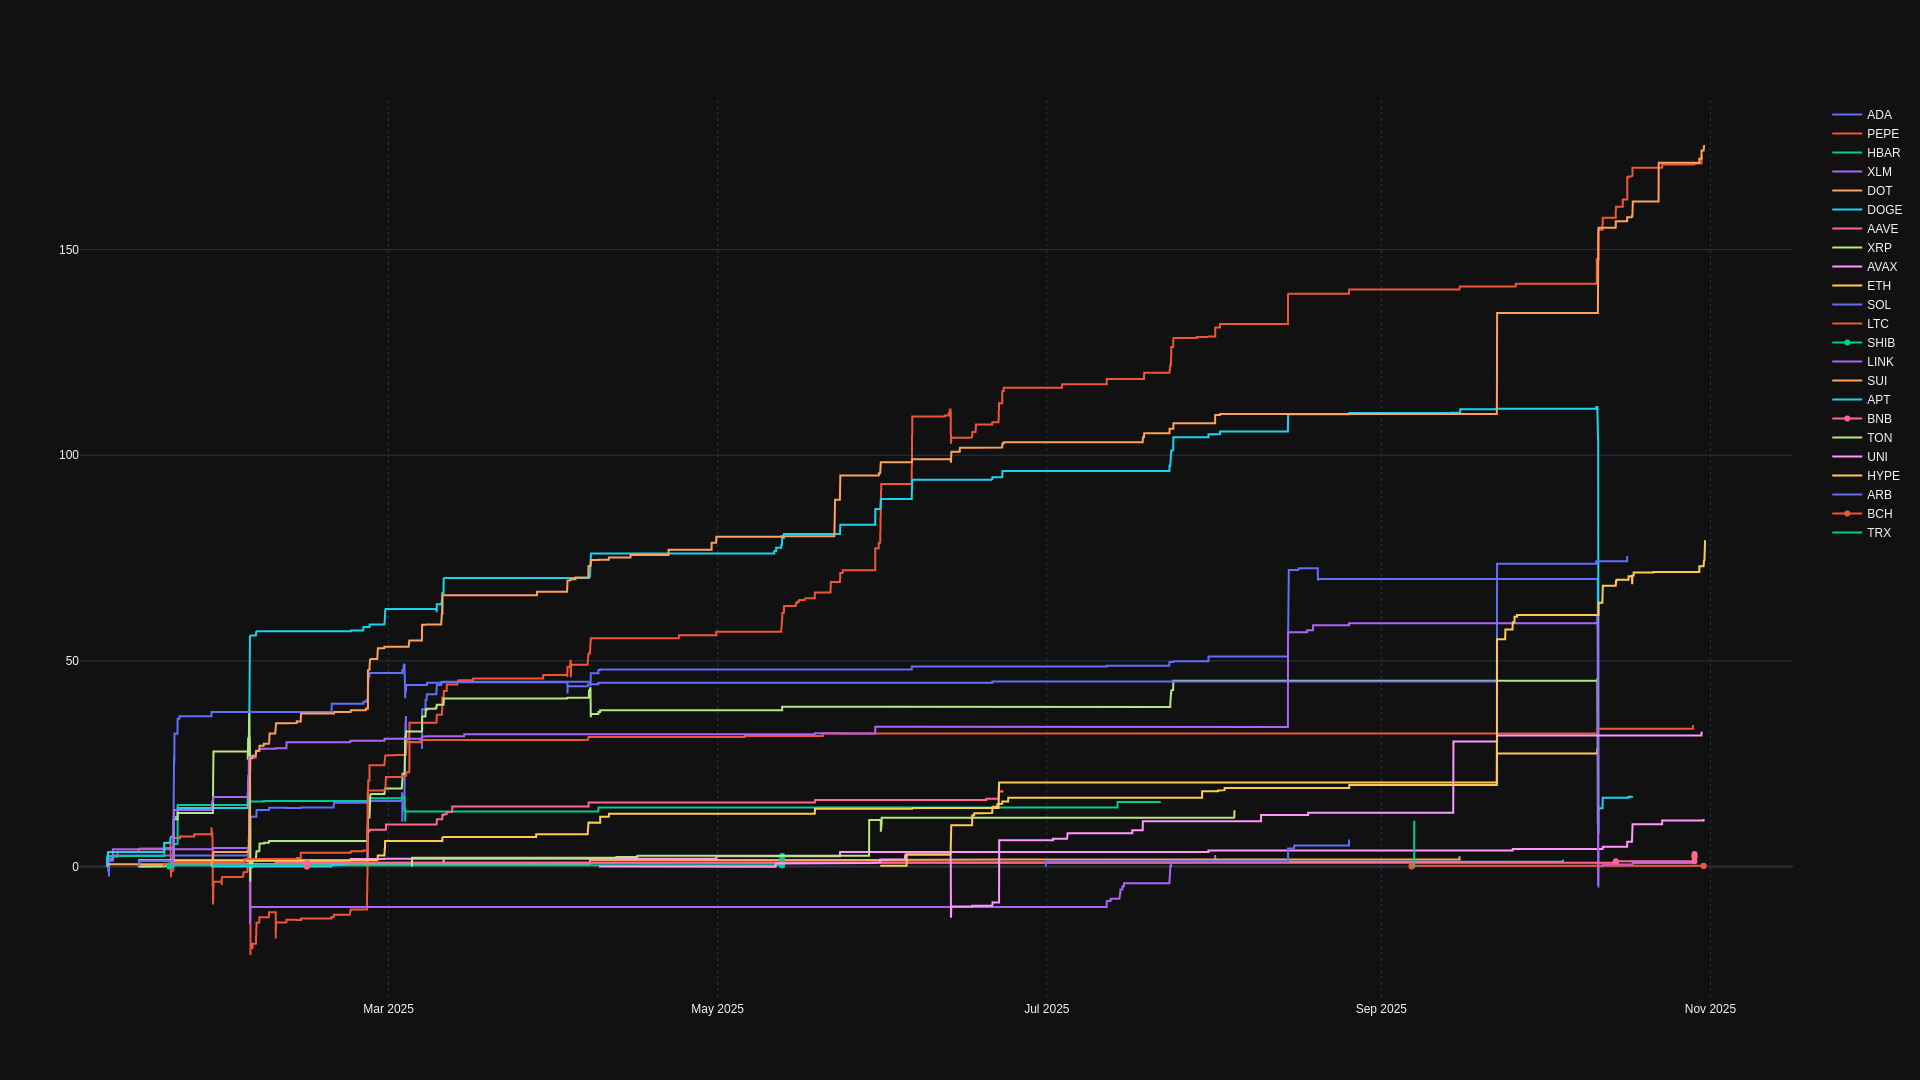 150
100
50
0
Mar 2025
May 2025
Jul 2025
Sep 2025
Nov 2025
ADA
PEPE
HBAR
XLM
DOT
DOGE
AAVE
XRP
AVAX
ETH
SOL
LTC
SHIB
LINK
SUI
APT
BNB
TON
UNI
HYPE
ARB
BCH
TRX